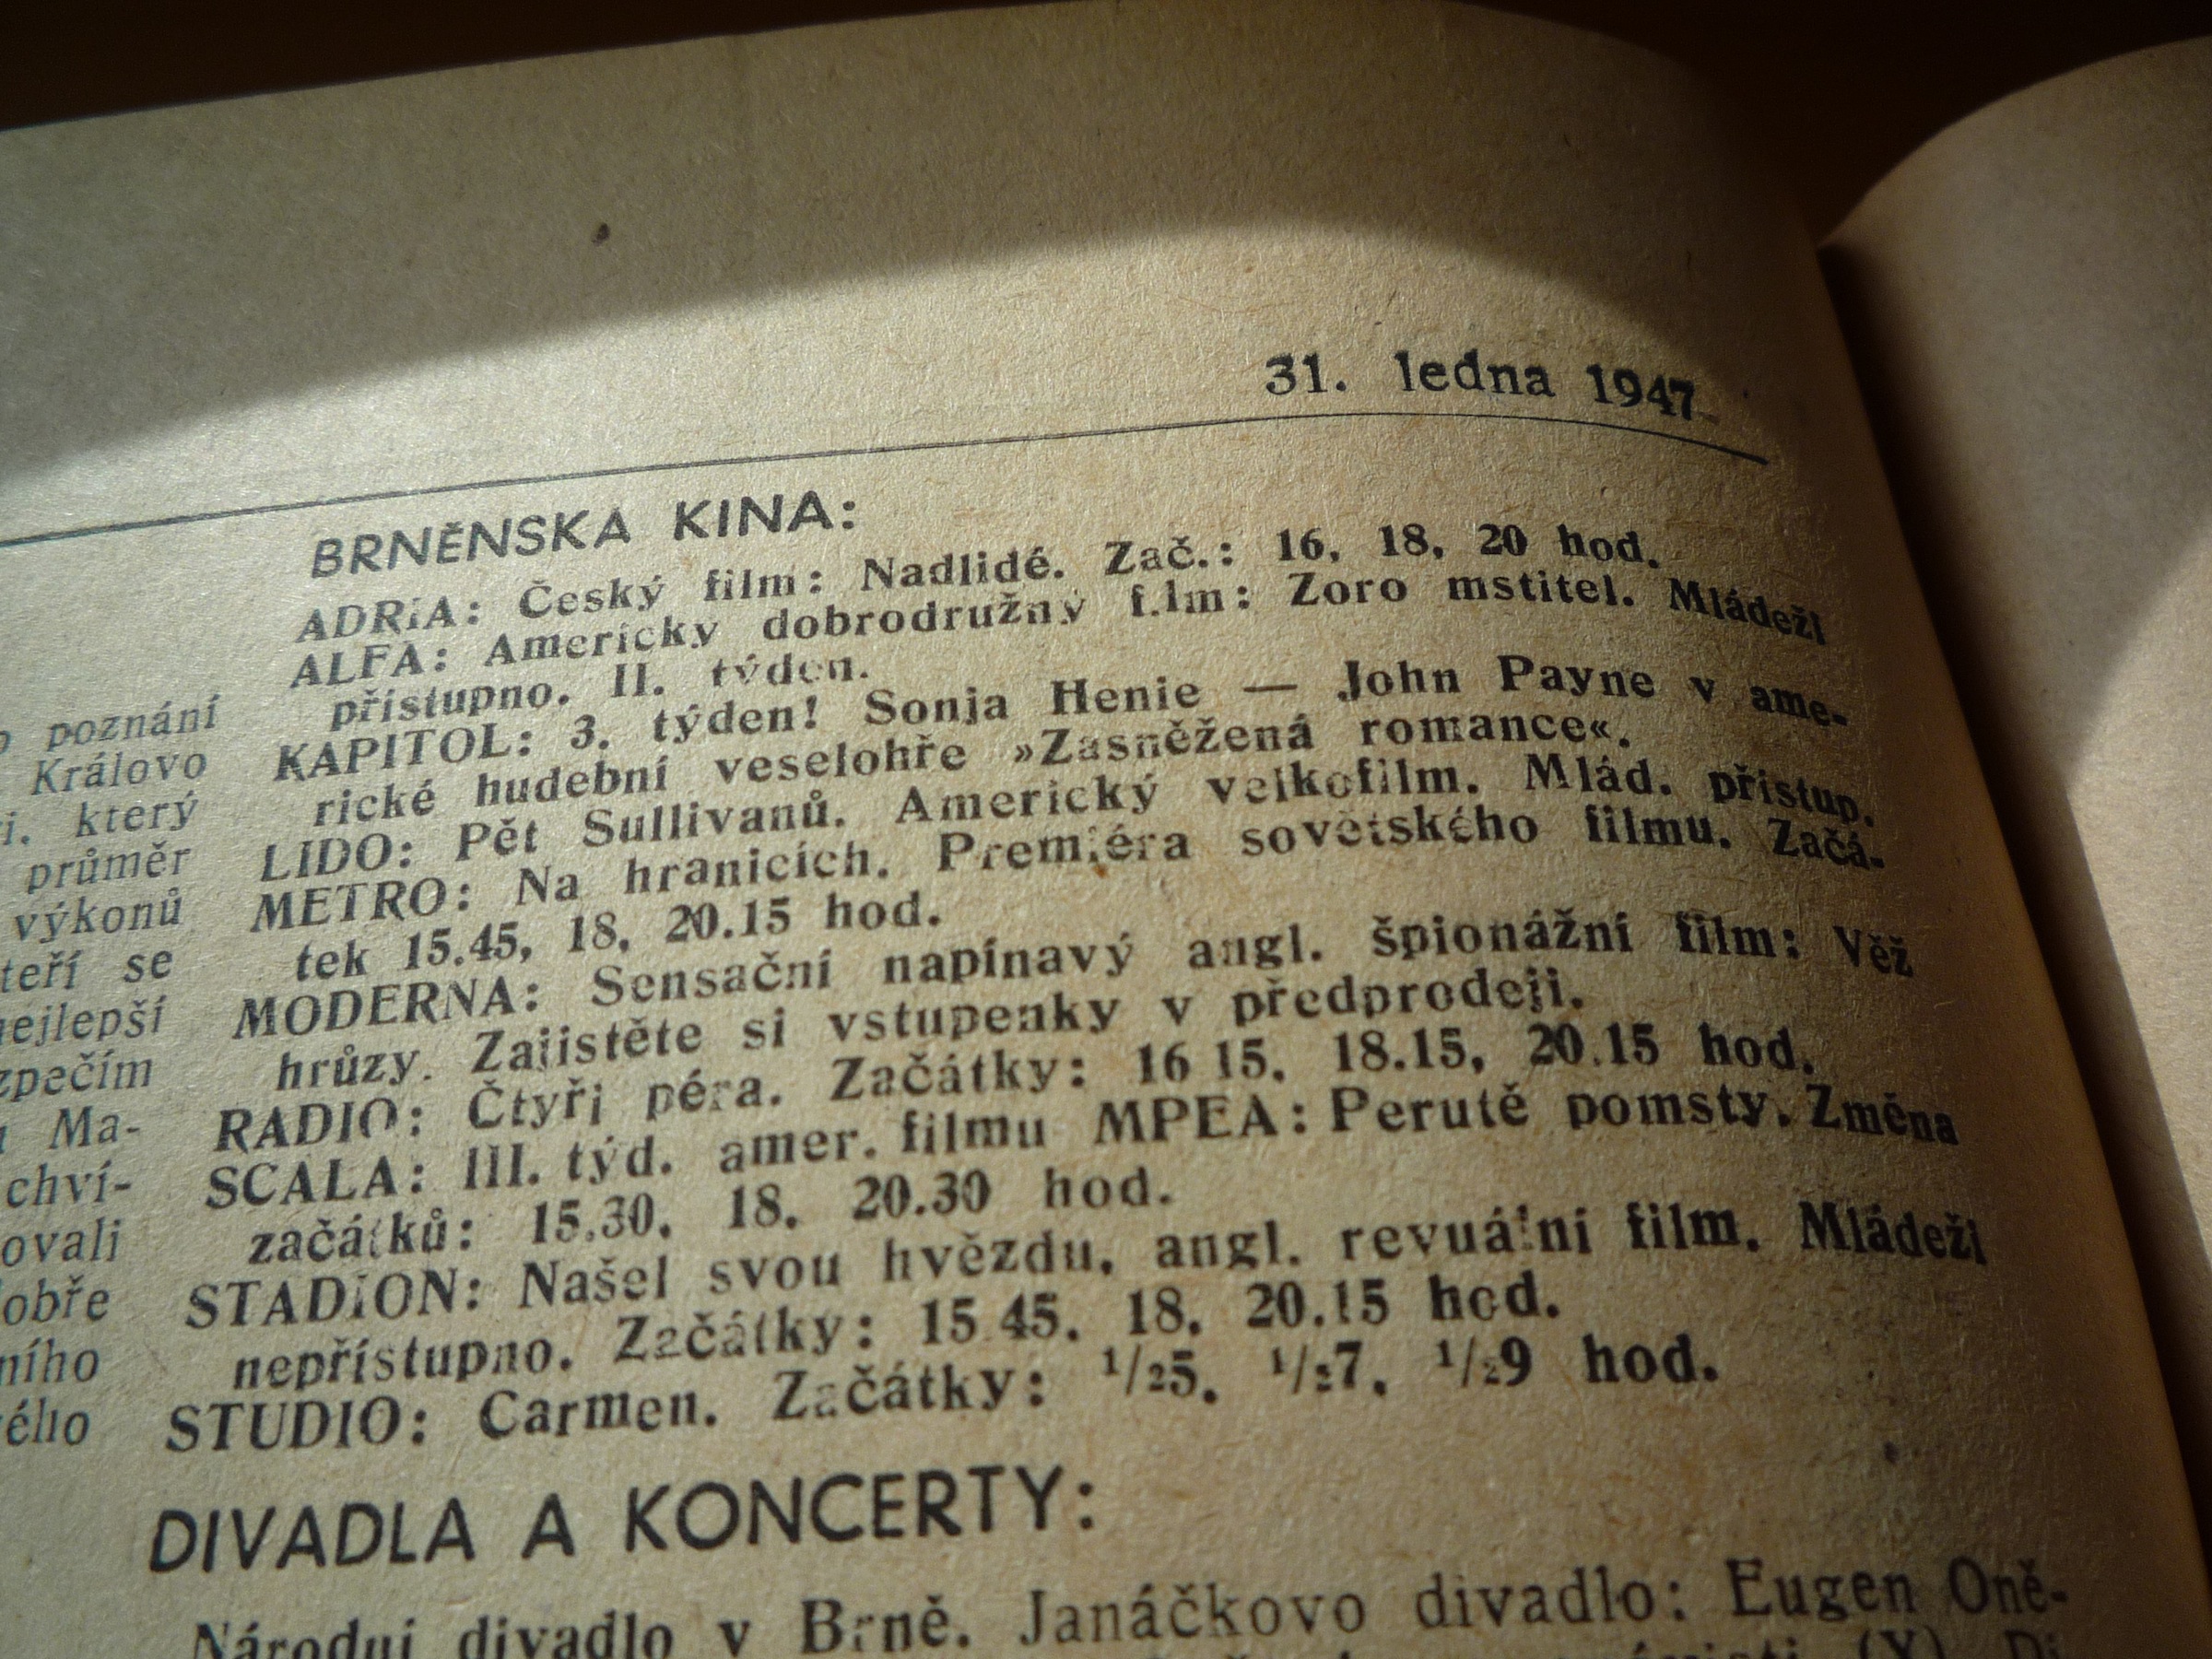 31. ledna 1947
poznání
Královo
který
průměr
výkonů
teří se
nejlepší
zpečím
Ma-
chví-
ovali
obře
ního
ého
BRNĚNSKÁ KINA:
ADRIA: Český film: Nadlidé. Zač.: 16, 18, 20 hod.
ALFA: Americky dobrodružný film: Zoro mstitel. Mládeži
přístupno. II. týden.
KAPITOL: 3. týden! Sonja Henie — John Payne v ame-
rické hudební veselohře »Zasněžená romance«.
LIDO: Pět Sullivanů. Americký velkofilm. Mlád. přístup.
METRO: Na hranicích. Premiéra sovětského filmu. Začá-
tek 15.45, 18, 20.15 hod.
MODERNA: Sensační napínavý angl. špionážní film: Věž
hrůzy. Zajistěte si vstupenky v předprodeji.
RADIO: Čtyři péra. Začátky: 16 15, 18.15, 20.15 hod.
SCALA: III. týd. amer. filmu MPEA: Perutě pomsty. Změna
začátků: 15.30, 18, 20.30 hod.
STADION: Našel svou hvězdu, angl. revuální film. Mládeži
nepřístupno. Začátky: 15.45, 18, 20.15 hod.
STUDIO: Carmen. Začátky: 1/25, 1/27, 1/29 hod.
DIVADLA A KONCERTY:
Národní divadlo v Brně. Janáčkovo divadlo: Eugen Oně-